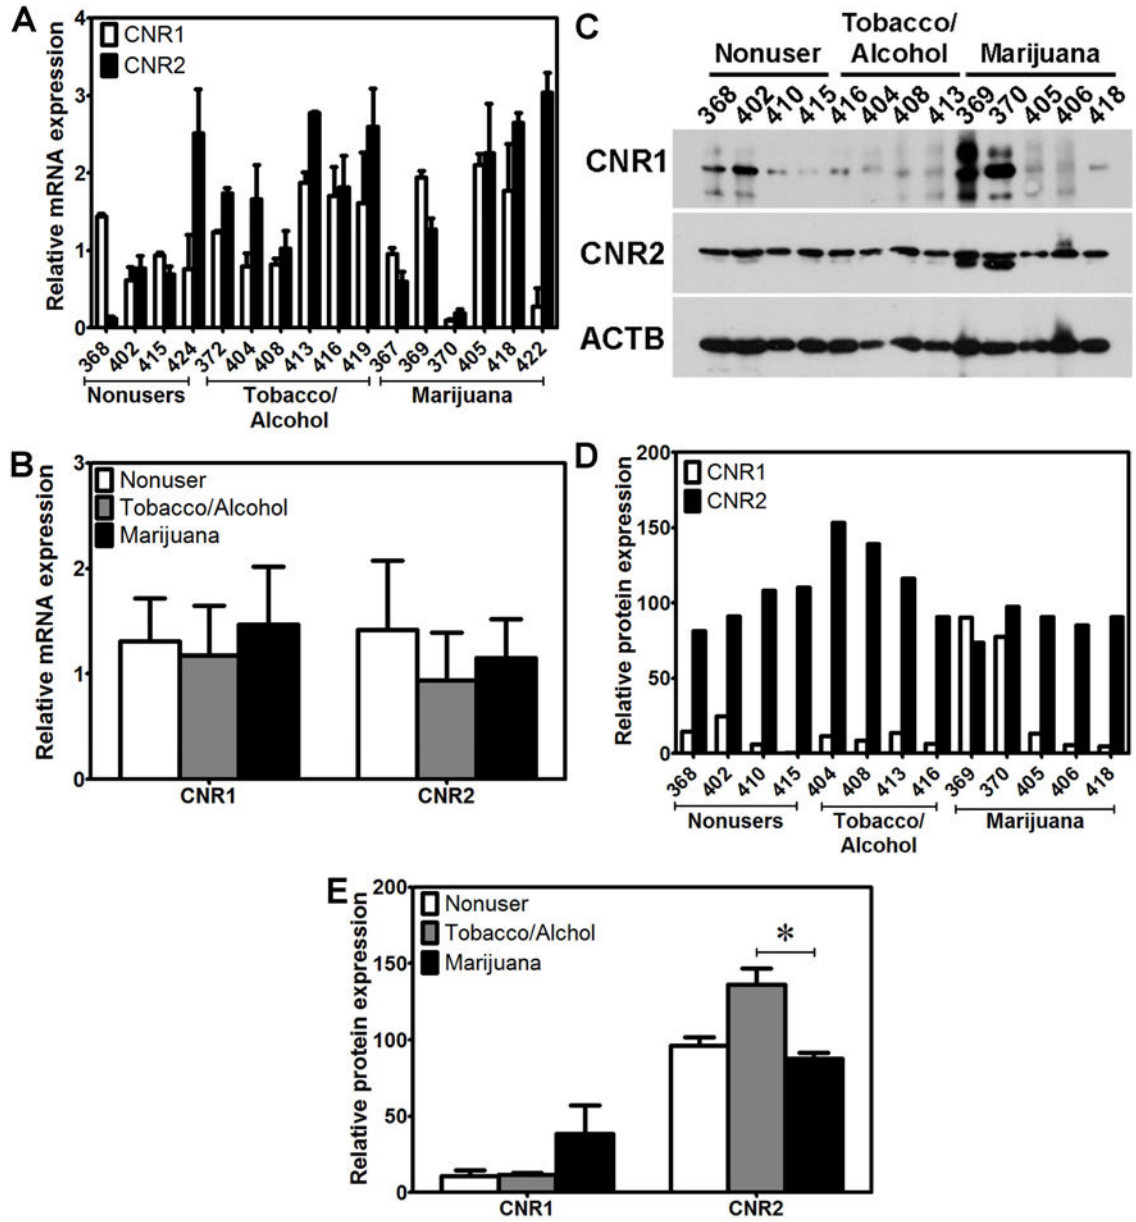 A
Relative mRNA expression
4
3
2
1
0
CNR1
CNR2
368 402 415 424 372 404 408 413 416 419 367 369 370 405 418 422
Nonusers
Tobacco/
Alcohol
Marijuana
C
Nonuser
Tobacco/
Alcohol
Marijuana
368 402 410 415 416 404 408 413 369 370 405 406 418
CNR1
CNR2
ACTB
B
Relative mRNA expression
3
2
1
0
Nonuser
Tobacco/Alcohol
Marijuana
CNR1 CNR2
D
Relative protein expression
200
150
100
50
0
CNR1
CNR2
368 402 410 415 404 408 413 416 369 370 405 406 418
Nonusers
Tobacco/
Alcohol
Marijuana
E
Relative protein expression
200
150
100
50
0
Nonuser
Tobacco/Alchol
Marijuana
*
CNR1 CNR2